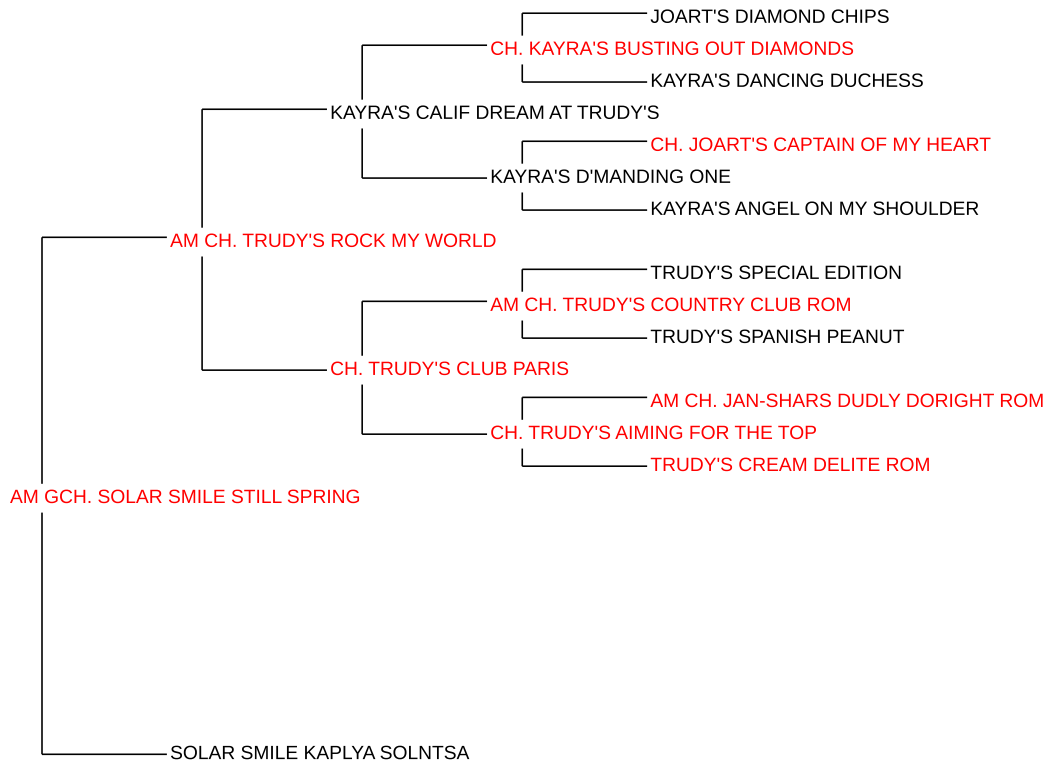 JOART'S DIAMOND CHIPS
CH. KAYRA'S BUSTING OUT DIAMONDS
KAYRA'S DANCING DUCHESS
KAYRA'S CALIF DREAM AT TRUDY'S
CH. JOART'S CAPTAIN OF MY HEART
KAYRA'S D'MANDING ONE
KAYRA'S ANGEL ON MY SHOULDER
AM CH. TRUDY'S ROCK MY WORLD
TRUDY'S SPECIAL EDITION
AM CH. TRUDY'S COUNTRY CLUB ROM
TRUDY'S SPANISH PEANUT
CH. TRUDY'S CLUB PARIS
AM CH. JAN-SHARS DUDLY DORIGHT ROM
CH. TRUDY'S AIMING FOR THE TOP
TRUDY'S CREAM DELITE ROM
AM GCH. SOLAR SMILE STILL SPRING
SOLAR SMILE KAPLYA SOLNTSA